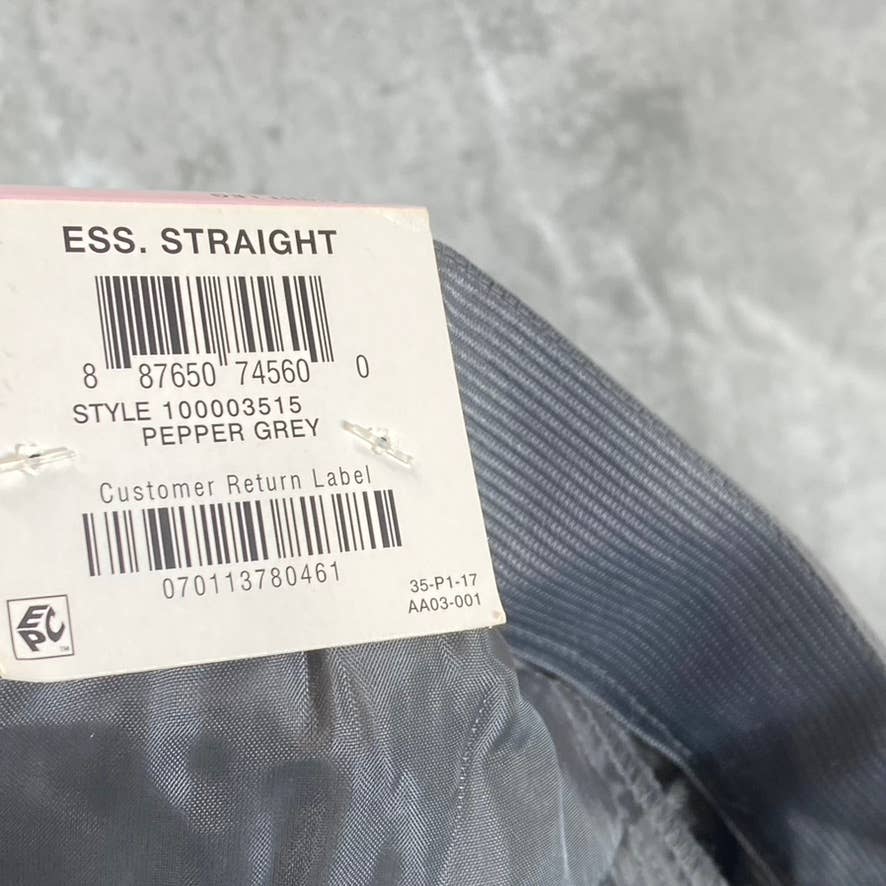 ESS. STRAIGHT
8 87650 74560 0
STYLE 100003515
PEPPER GREY
Customer Return Label
070113780461
35-P1-17
AA03-001
EPC TM